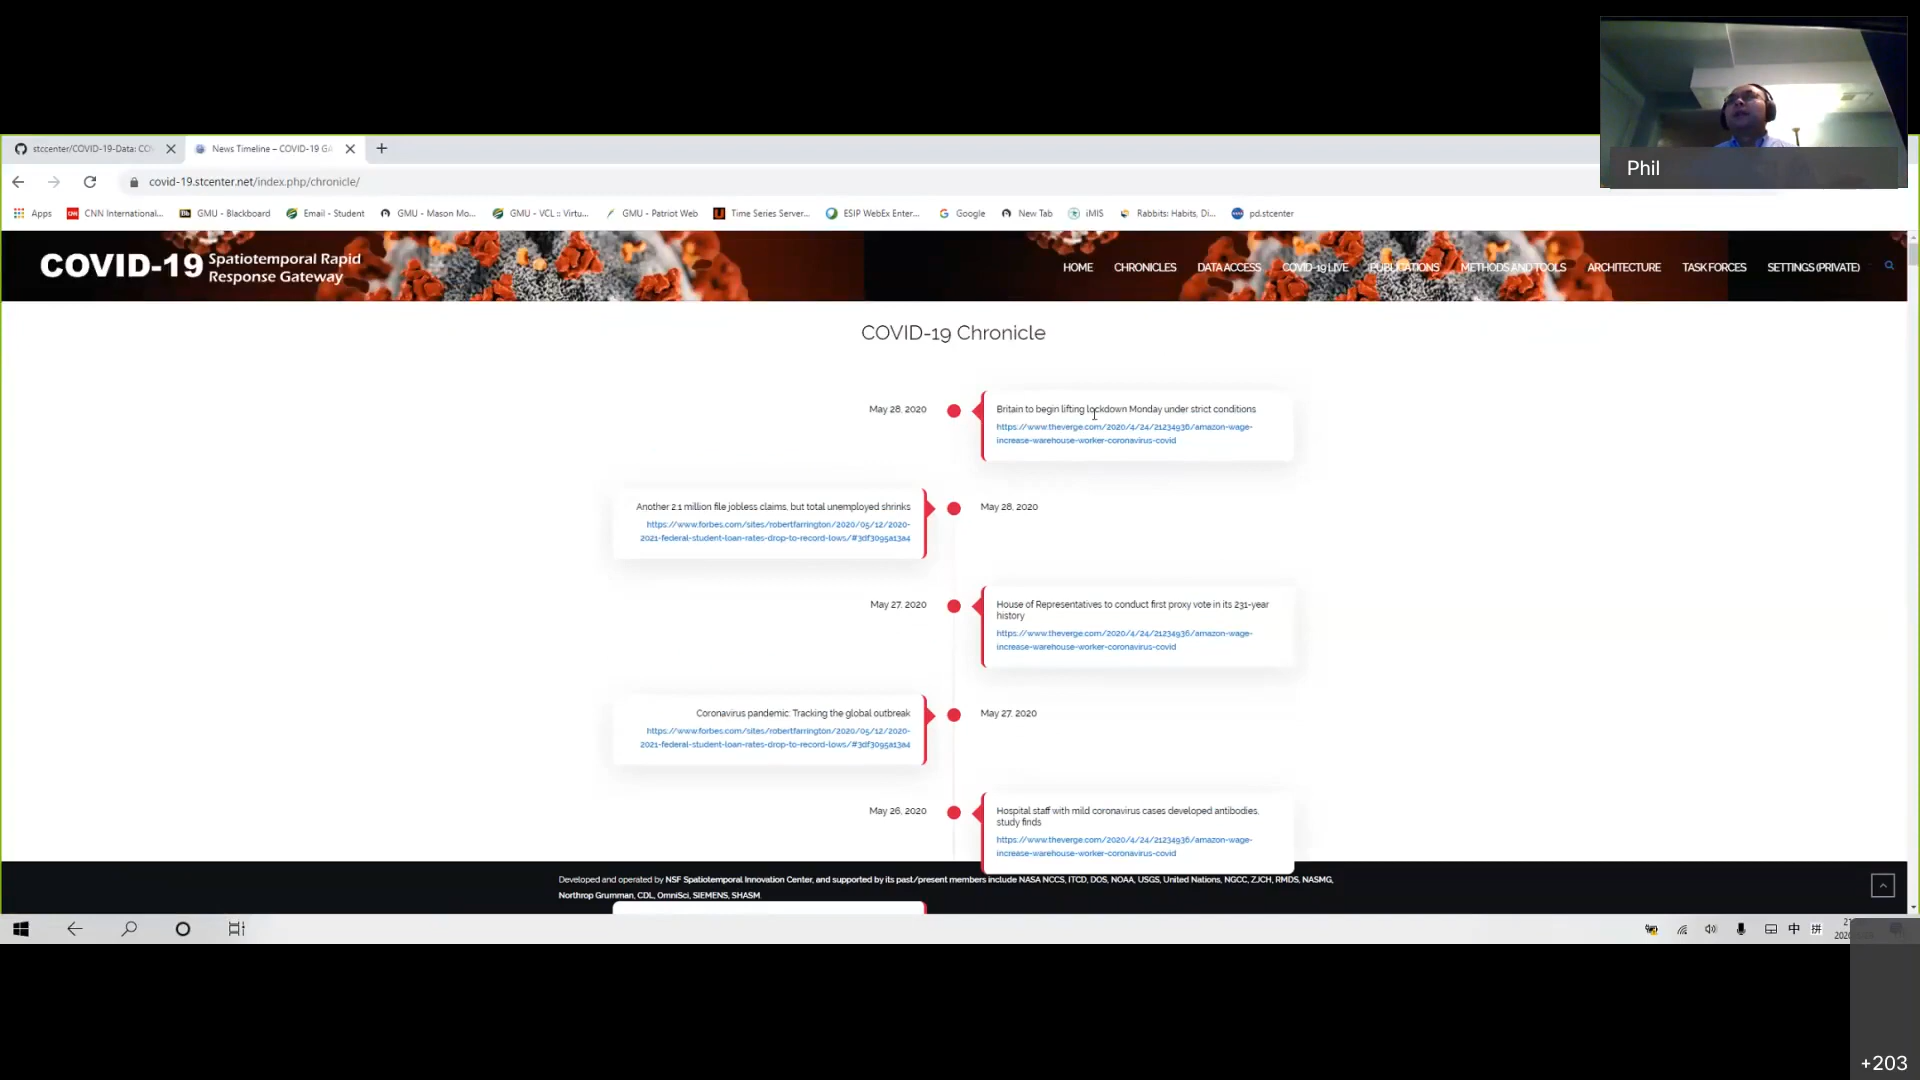 Phil
stccenter/COVID-19-Data: CO
News Timeline – COVID-19 GA
covid-19.stcenter.net/index.php/chronicle/
Apps CNN International... GMU - Blackboard Email - Student GMU - Mason Mo... GMU - VCL :: Virtu... GMU - Patriot Web Time Series Server... ESIP WebEx Enter... Google New Tab iMIS Rabbits: Habits, Di... pd.stcenter
COVID-19 Spatiotemporal Rapid
Response Gateway
HOME CHRONICLES DATA ACCESS COVID-19 LIVE PUBLICATIONS METHODS AND TOOLS ARCHITECTURE TASK FORCES SETTINGS (PRIVATE)
COVID-19 Chronicle
May 28, 2020
Britain to begin lifting lockdown Monday under strict conditions
https://www.theverge.com/2020/4/24/21234936/amazon-wage-
increase-warehouse-worker-coronavirus-covid
Another 2.1 million file jobless claims, but total unemployed shrinks
https://www.forbes.com/sites/robertfarrington/2020/05/12/2020-
2021-federal-student-loan-rates-drop-to-record-lows/#3df3095a13a4
May 28, 2020
May 27, 2020
House of Representatives to conduct first proxy vote in its 231-year
history
https://www.theverge.com/2020/4/24/21234936/amazon-wage-
increase-warehouse-worker-coronavirus-covid
Coronavirus pandemic: Tracking the global outbreak
https://www.forbes.com/sites/robertfarrington/2020/05/12/2020-
2021-federal-student-loan-rates-drop-to-record-lows/#3df3095a13a4
May 27, 2020
May 26, 2020
Hospital staff with mild coronavirus cases developed antibodies,
study finds
https://www.theverge.com/2020/4/24/21234936/amazon-wage-
increase-warehouse-worker-coronavirus-covid
Developed and operated by NSF Spatiotemporal Innovation Center, and supported by its past/present members include NASA NCCS, ITCD, DOS, NOAA, USGS, United Nations, NGCC, ZJCH, RMDS, NASMG,
Northrop Grumman, CDL, OmniSci, SIEMENS, SHASM
中 拼
+203